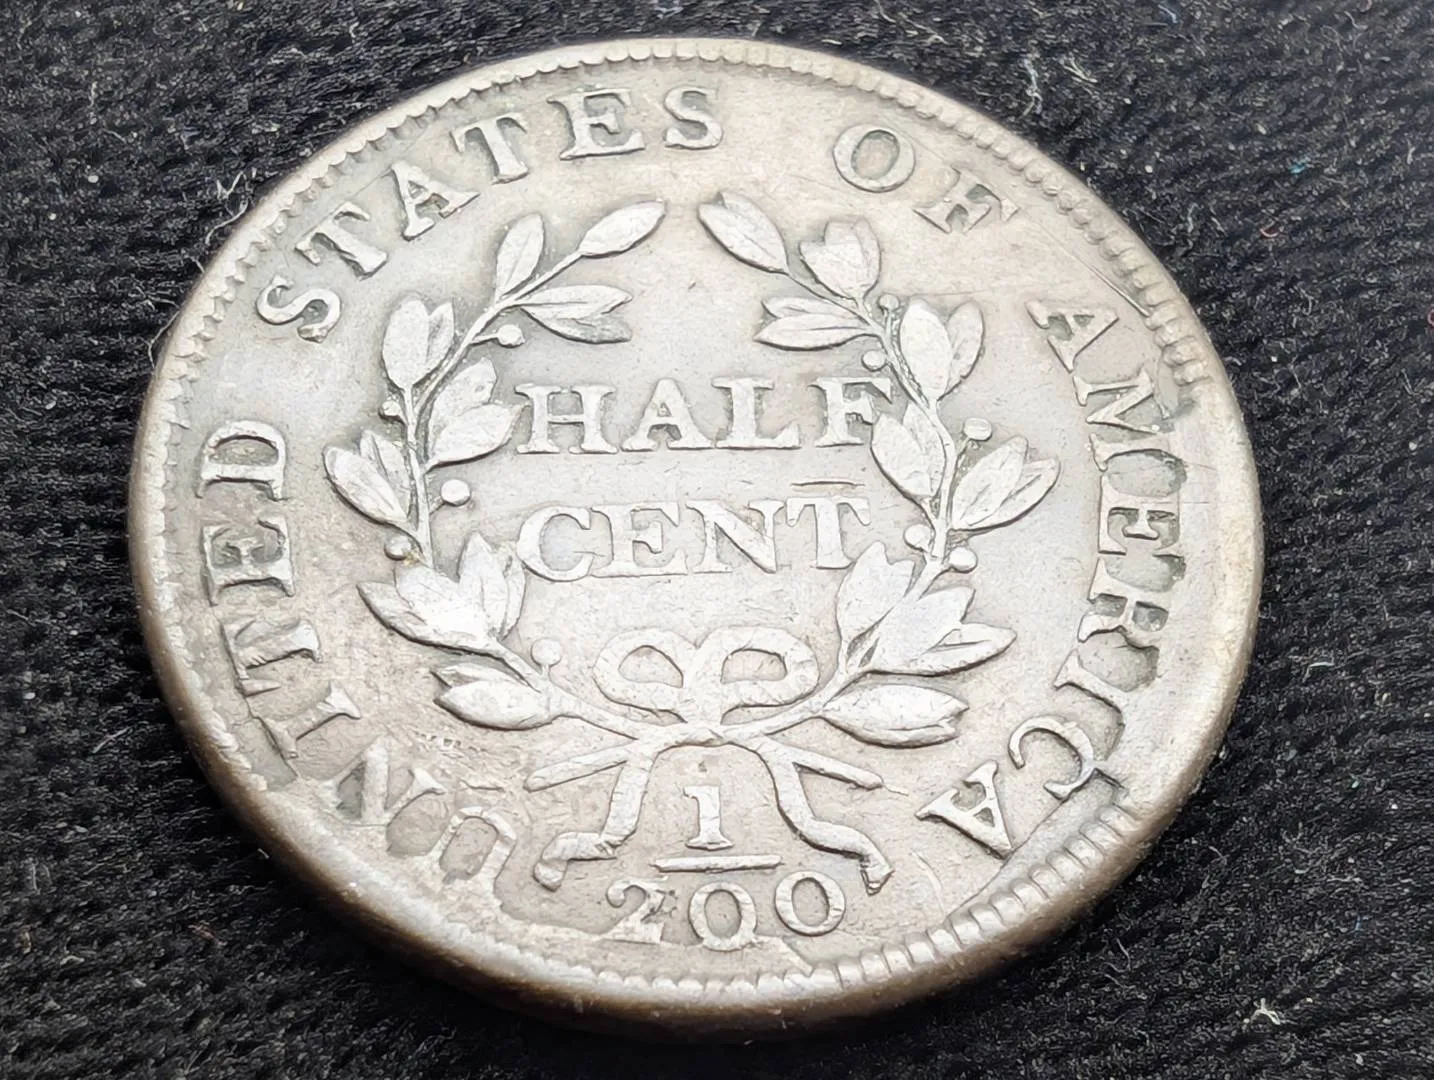 UNITED STATES OF AMERICA
HALF
CENT
1
200